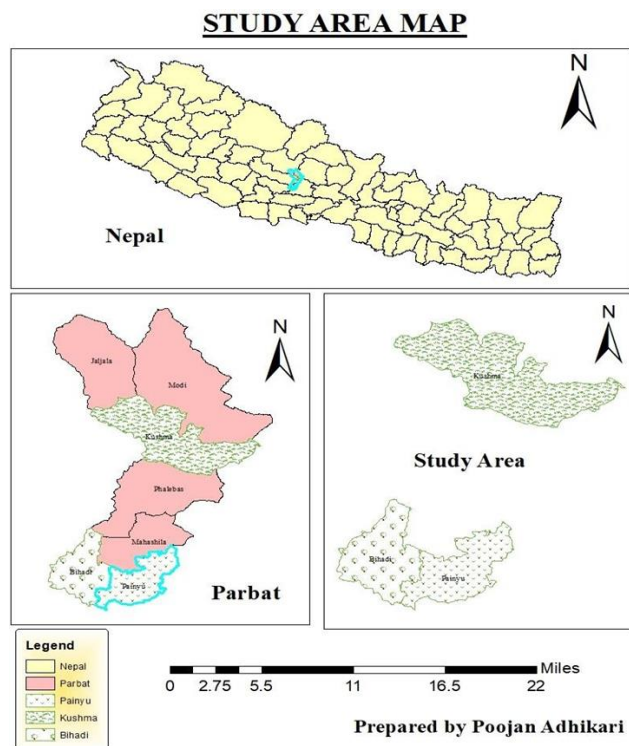 STUDY AREA MAP
N
Nepal
N
Jaljala
Modi
Kushma
Phalebas
Mahashila
Bihadi
Painyu
Parbat
N
Kushma
Study Area
Bihadi
Painyu
Legend
Nepal
Parbat
Painyu
Kushma
Bihadi
Miles
0 2.75 5.5 11 16.5 22
Prepared by Poojan Adhikari